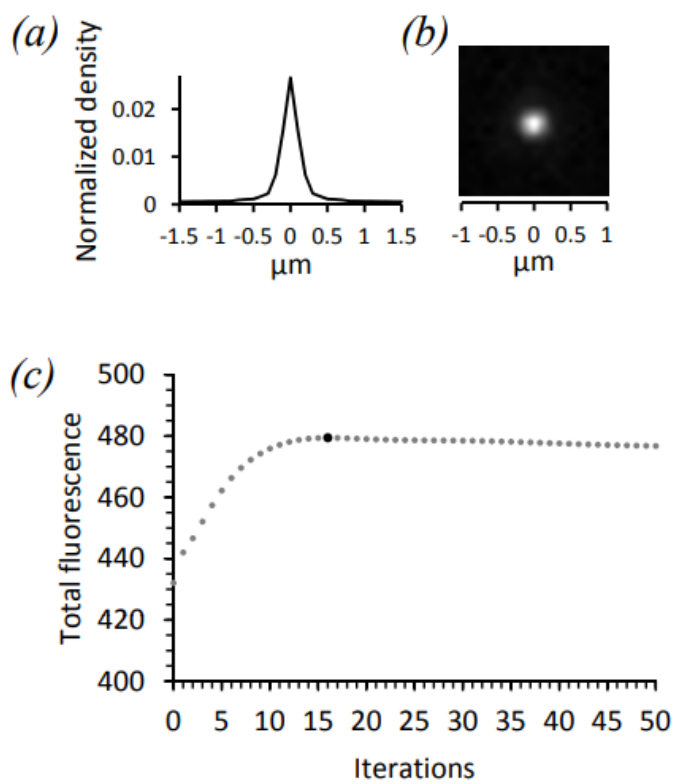 (a)
Normalized density
0.02
0.01
0
-1.5 -1 -0.5 0 0.5 1 1.5
µm
(b)
-1 -0.5 0 0.5 1
µm
(c)
Total fluorescence
500
480
460
440
420
400
0 5 10 15 20 25 30 35 40 45 50
Iterations